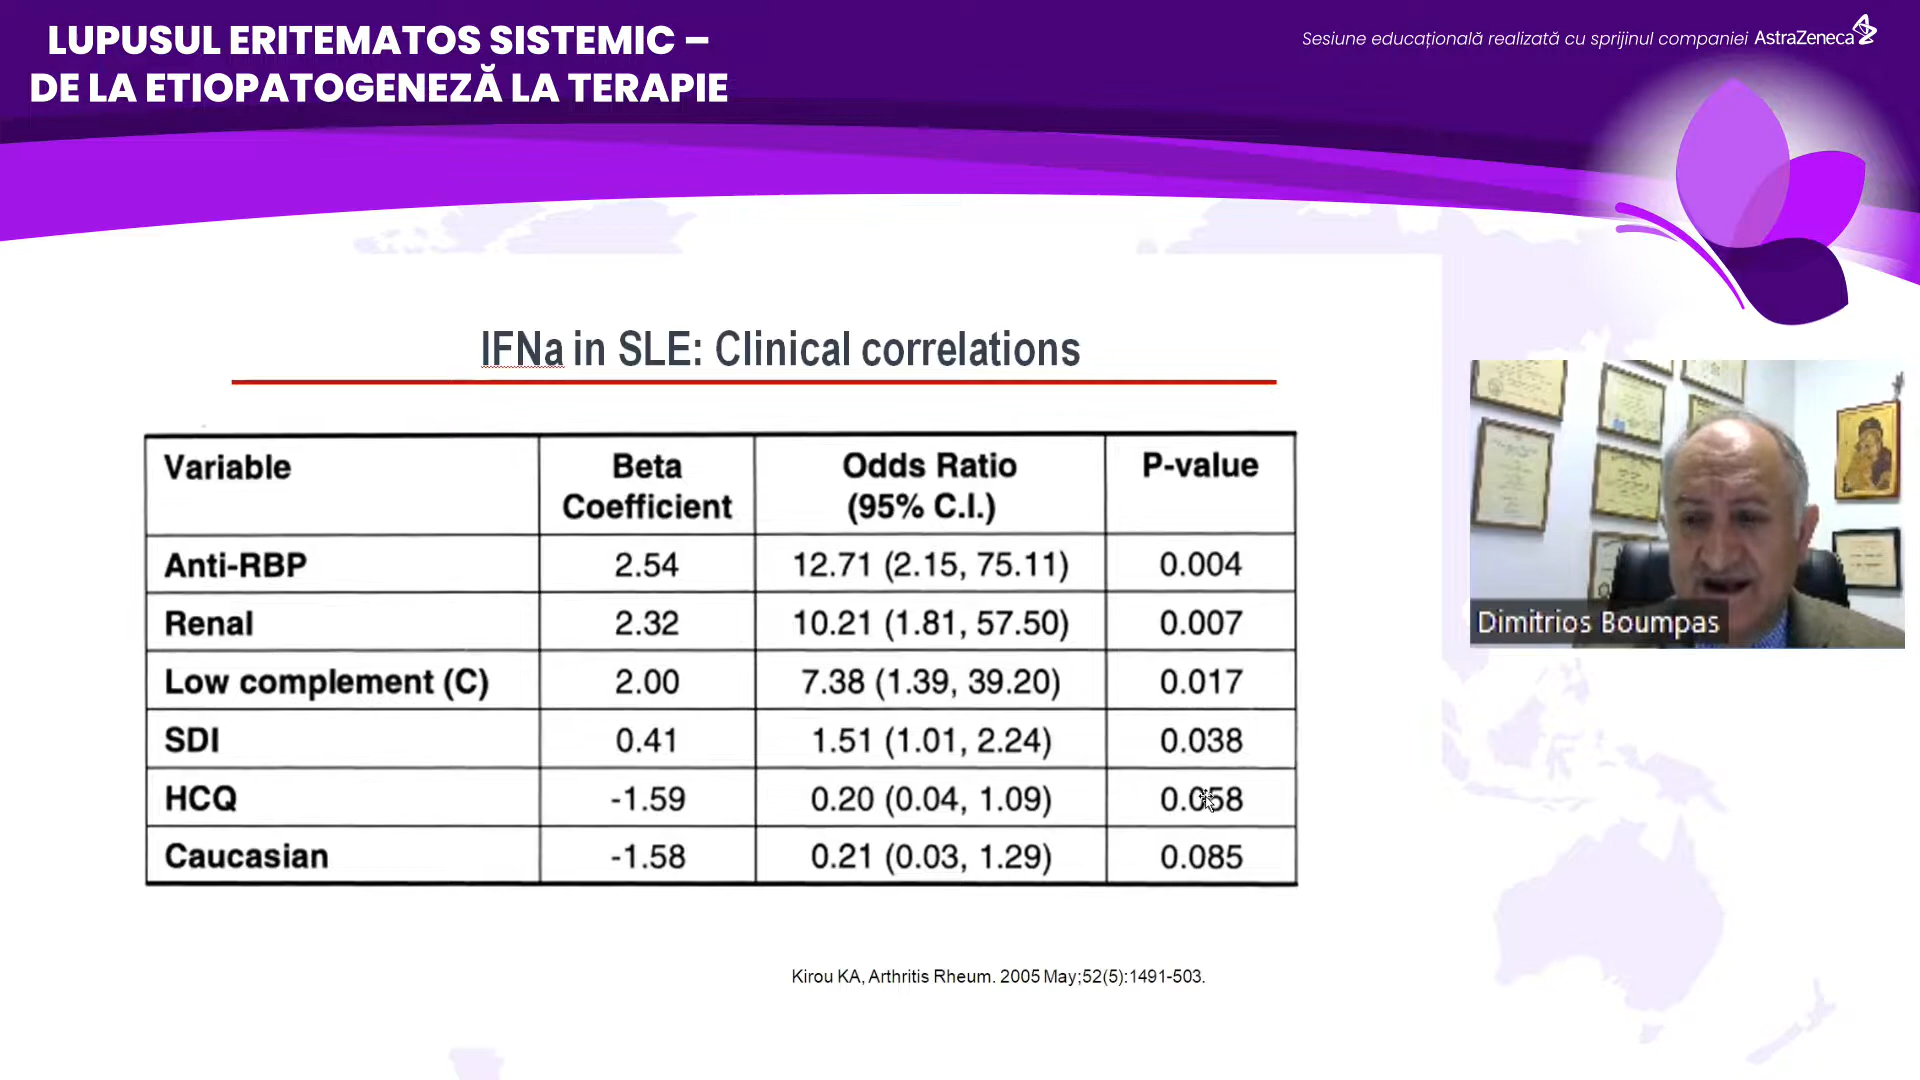 LUPUSUL ERITEMATOS SISTEMIC –
DE LA ETIOPATOGENEZĂ LA TERAPIE
Sesiune educațională realizată cu sprijinul companiei AstraZeneca
IFNa in SLE: Clinical correlations
Variable Beta Coefficient Odds Ratio (95% C.I.) P-value
Anti-RBP 2.54 12.71 (2.15, 75.11) 0.004
Renal 2.32 10.21 (1.81, 57.50) 0.007
Low complement (C) 2.00 7.38 (1.39, 39.20) 0.017
SDI 0.41 1.51 (1.01, 2.24) 0.038
HCQ -1.59 0.20 (0.04, 1.09) 0.058
Caucasian -1.58 0.21 (0.03, 1.29) 0.085
Kirou KA, Arthritis Rheum. 2005 May;52(5):1491-503.
Dimitrios Boumpas